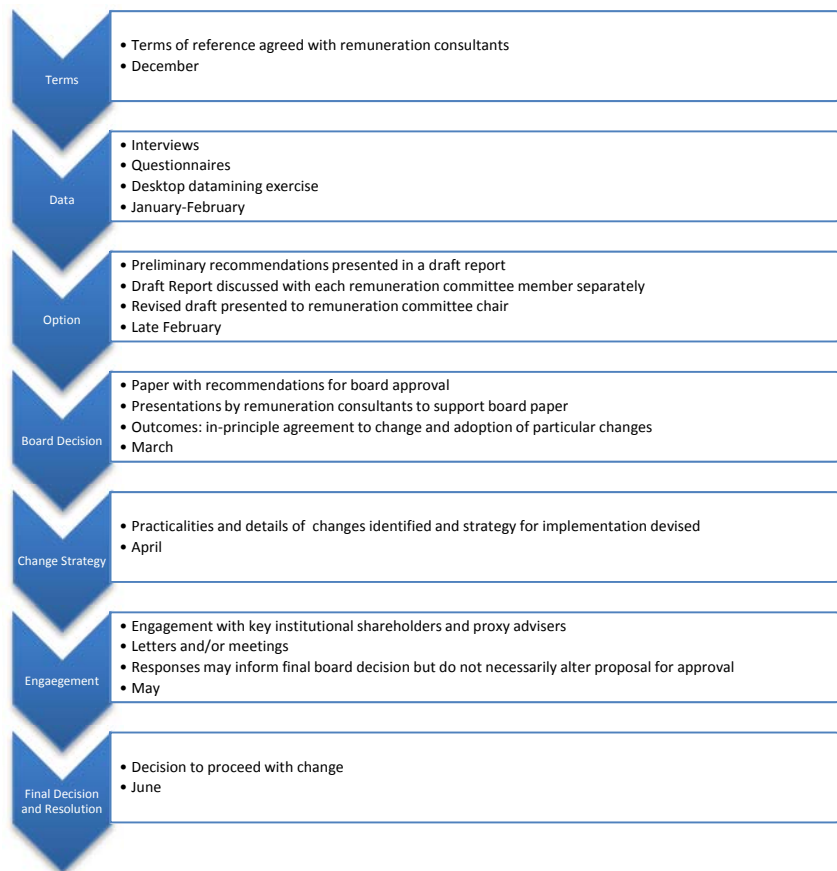 Terms
• Terms of reference agreed with remuneration consultants
• December
Data
• Interviews
• Questionnaires
• Desktop datamining exercise
• January-February
Option
• Preliminary recommendations presented in a draft report
• Draft Report discussed with each remuneration committee member separately
• Revised draft presented to remuneration committee chair
• Late February
Board Decision
• Paper with recommendations for board approval
• Presentations by remuneration consultants to support board paper
• Outcomes: in-principle agreement to change and adoption of particular changes
• March
Change Strategy
• Practicalities and details of changes identified and strategy for implementation devised
• April
Engaegement
• Engagement with key institutional shareholders and proxy advisers
• Letters and/or meetings
• Responses may inform final board decision but do not necessarily alter proposal for approval
• May
Final Decision
and Resolution
• Decision to proceed with change
• June